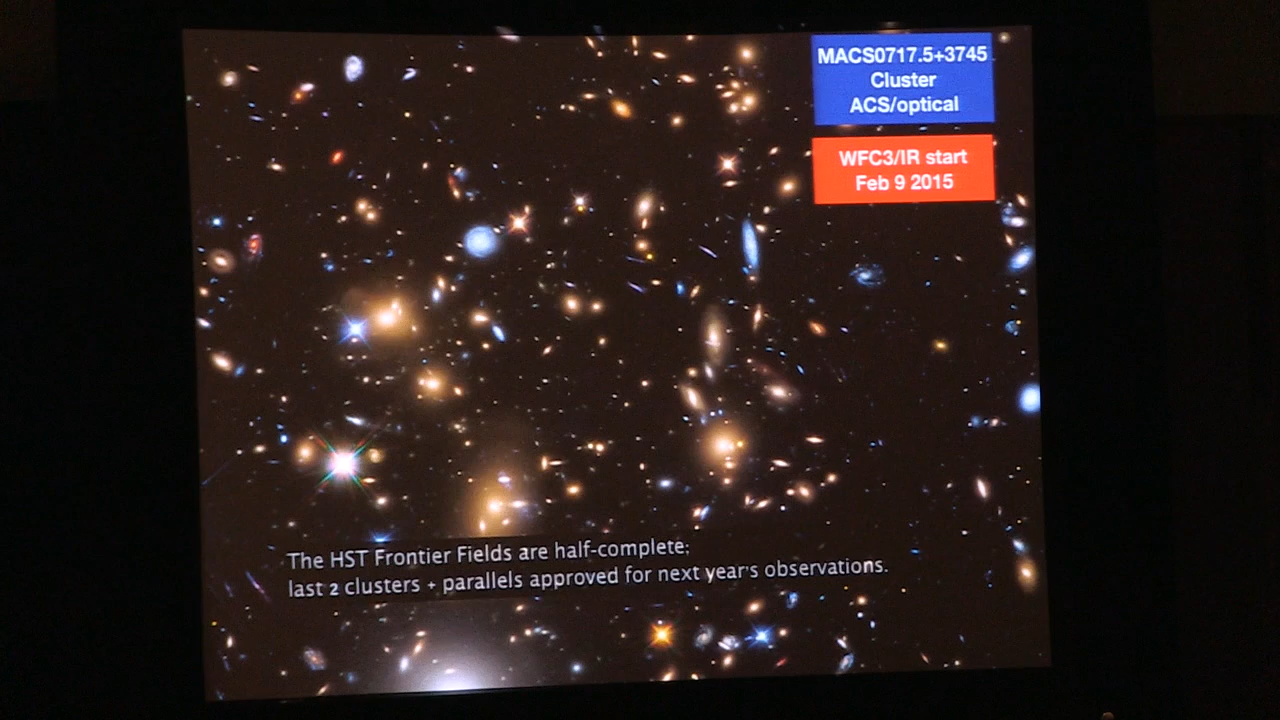 MACS0717.5+3745
Cluster
ACS/optical
WFC3/IR start
Feb 9 2015
The HST Frontier Fields are half-complete;
last 2 clusters + parallels approved for next year's observations.